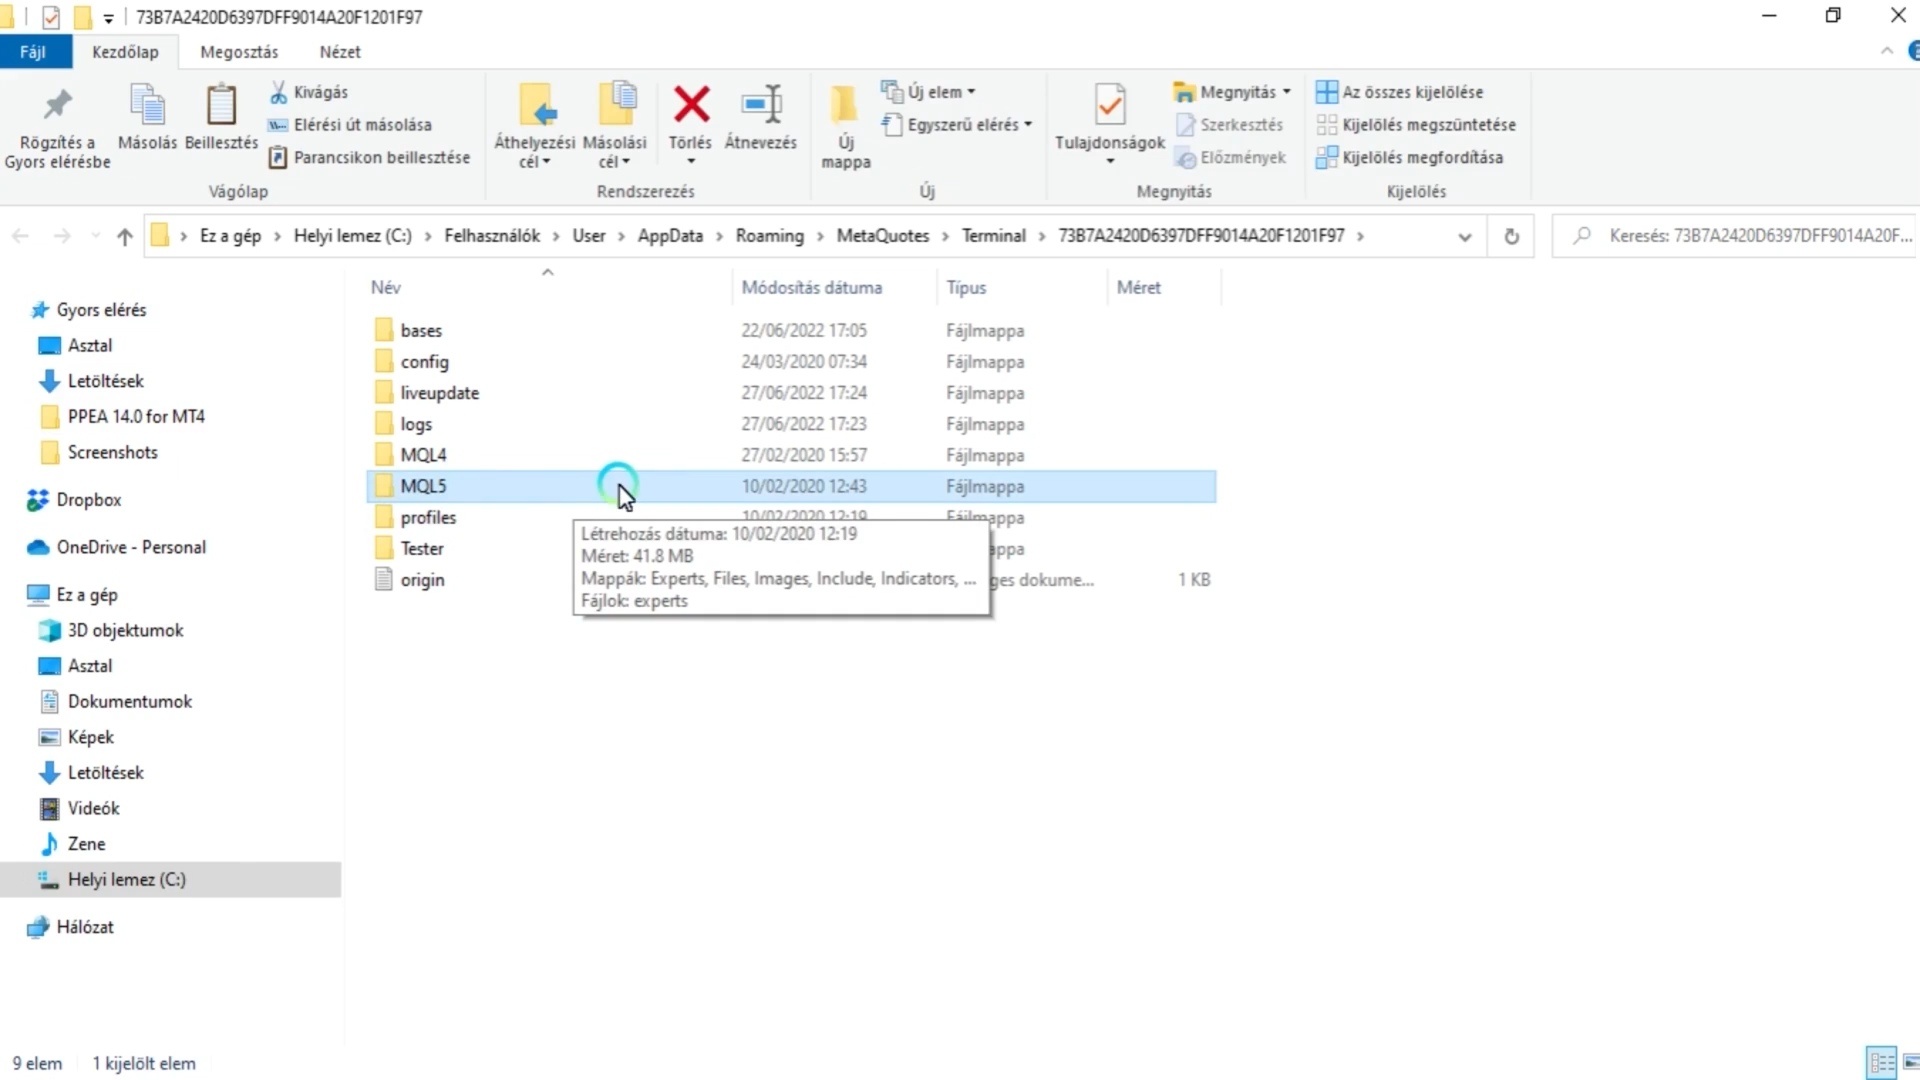 73B7A2420D6397DFF9014A20F1201F97
Fájl
Kezdőlap
Megosztás
Nézet
Rögzítés a
Gyors elérésbe
Másolás
Beillesztés
Kivágás
Elérési út másolása
Parancsikon beillesztése
Vágólap
Áthelyezési
cél
Másolási
cél
Törlés
Átnevezés
Rendszerezés
Új
mappa
Új elem
Egyszerű elérés
Új
Tulajdonságok
Megnyitás
Szerkesztés
Előzmények
Megnyitás
Az összes kijelölése
Kijelölés megszüntetése
Kijelölés megfordítása
Kijelölés
Ez a gép › Helyi lemez (C:) › Felhasználók › User › AppData › Roaming › MetaQuotes › Terminal › 73B7A2420D6397DFF9014A20F1201F97 ›
Keresés: 73B7A2420D6397DFF9014A20F...
Gyors elérés
Asztal
Letöltések
PPEA 14.0 for MT4
Screenshots
Dropbox
OneDrive - Personal
Ez a gép
3D objektumok
Asztal
Dokumentumok
Képek
Letöltések
Videók
Zene
Helyi lemez (C:)
Hálózat
Név Módosítás dátuma Típus Méret
bases 22/06/2022 17:05 Fájlmappa
config 24/03/2020 07:34 Fájlmappa
liveupdate 27/06/2022 17:24 Fájlmappa
logs 27/06/2022 17:23 Fájlmappa
MQL4 27/02/2020 15:57 Fájlmappa
MQL5 10/02/2020 12:43 Fájlmappa
profiles 10/02/2020 12:19 Fájlmappa
Tester
origin 1 KB
Létrehozás dátuma: 10/02/2020 12:19
Méret: 41.8 MB
Mappák: Experts, Files, Images, Include, Indicators, ...
Fájlok: experts
9 elem 1 kijelölt elem